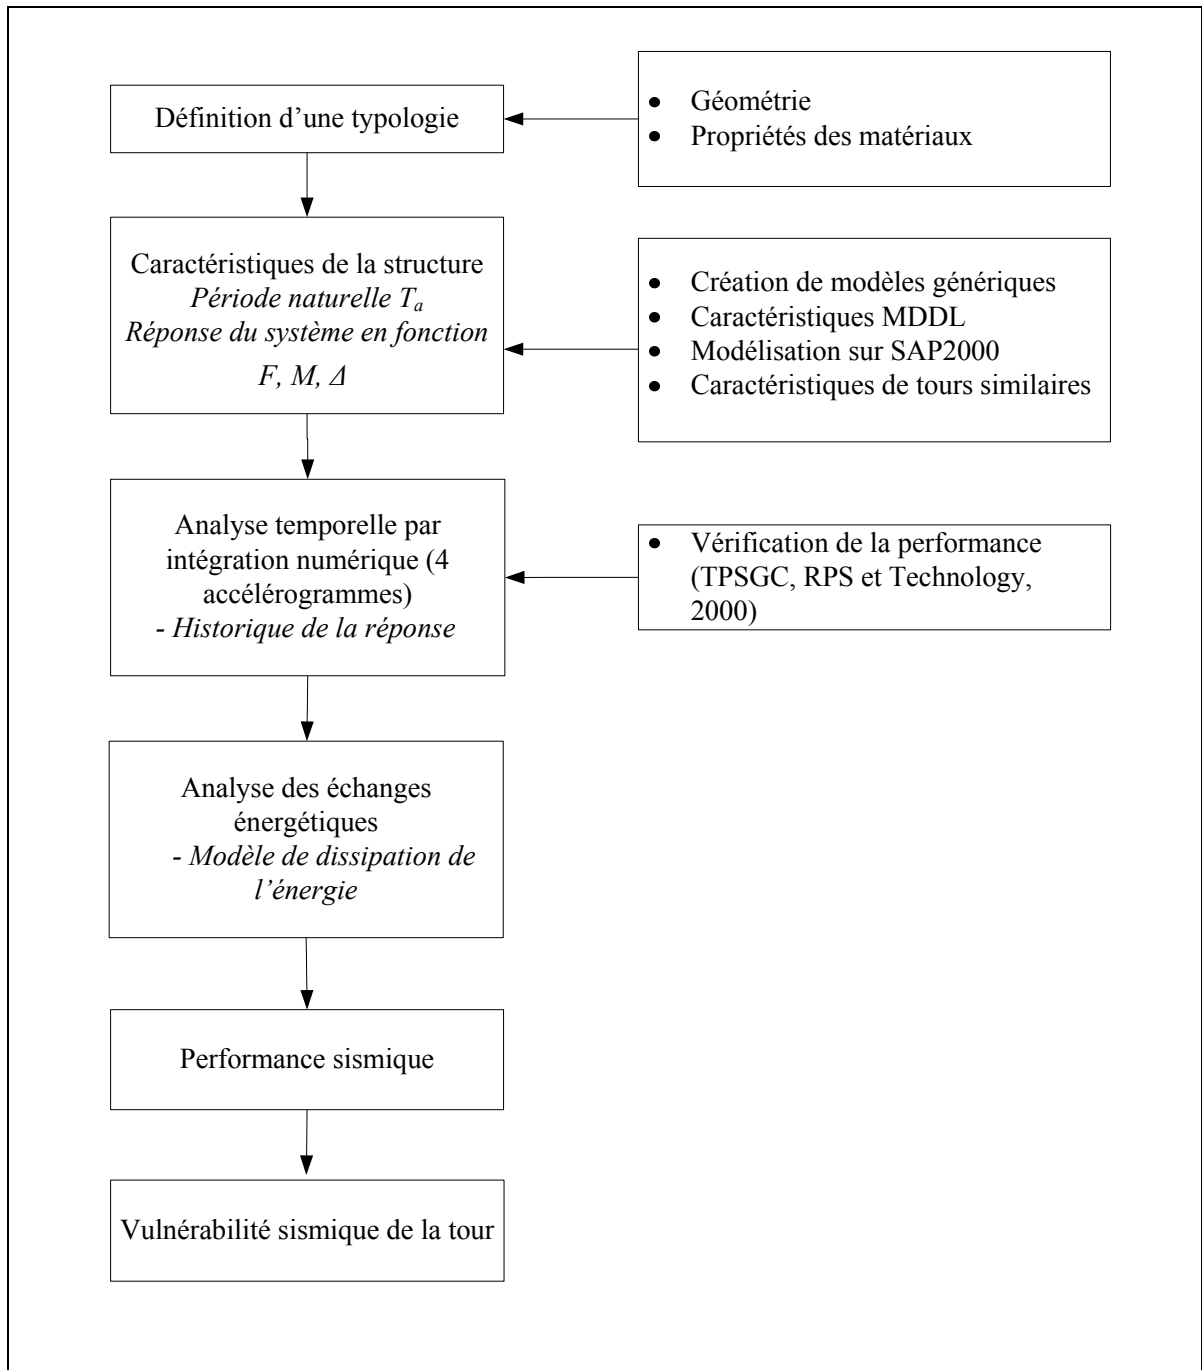 Définition d’une typologie
• Géométrie
• Propriétés des matériaux
Caractéristiques de la structure
Période naturelle Ta
Réponse du système en fonction
F, M, Δ
• Création de modèles génériques
• Caractéristiques MDDL
• Modélisation sur SAP2000
• Caractéristiques de tours similaires
Analyse temporelle par
intégration numérique (4
accélérogrammes)
- Historique de la réponse
• Vérification de la performance
(TPSGC, RPS et Technology,
2000)
Analyse des échanges
énergétiques
- Modèle de dissipation de
l’énergie
Performance sismique
Vulnérabilité sismique de la tour